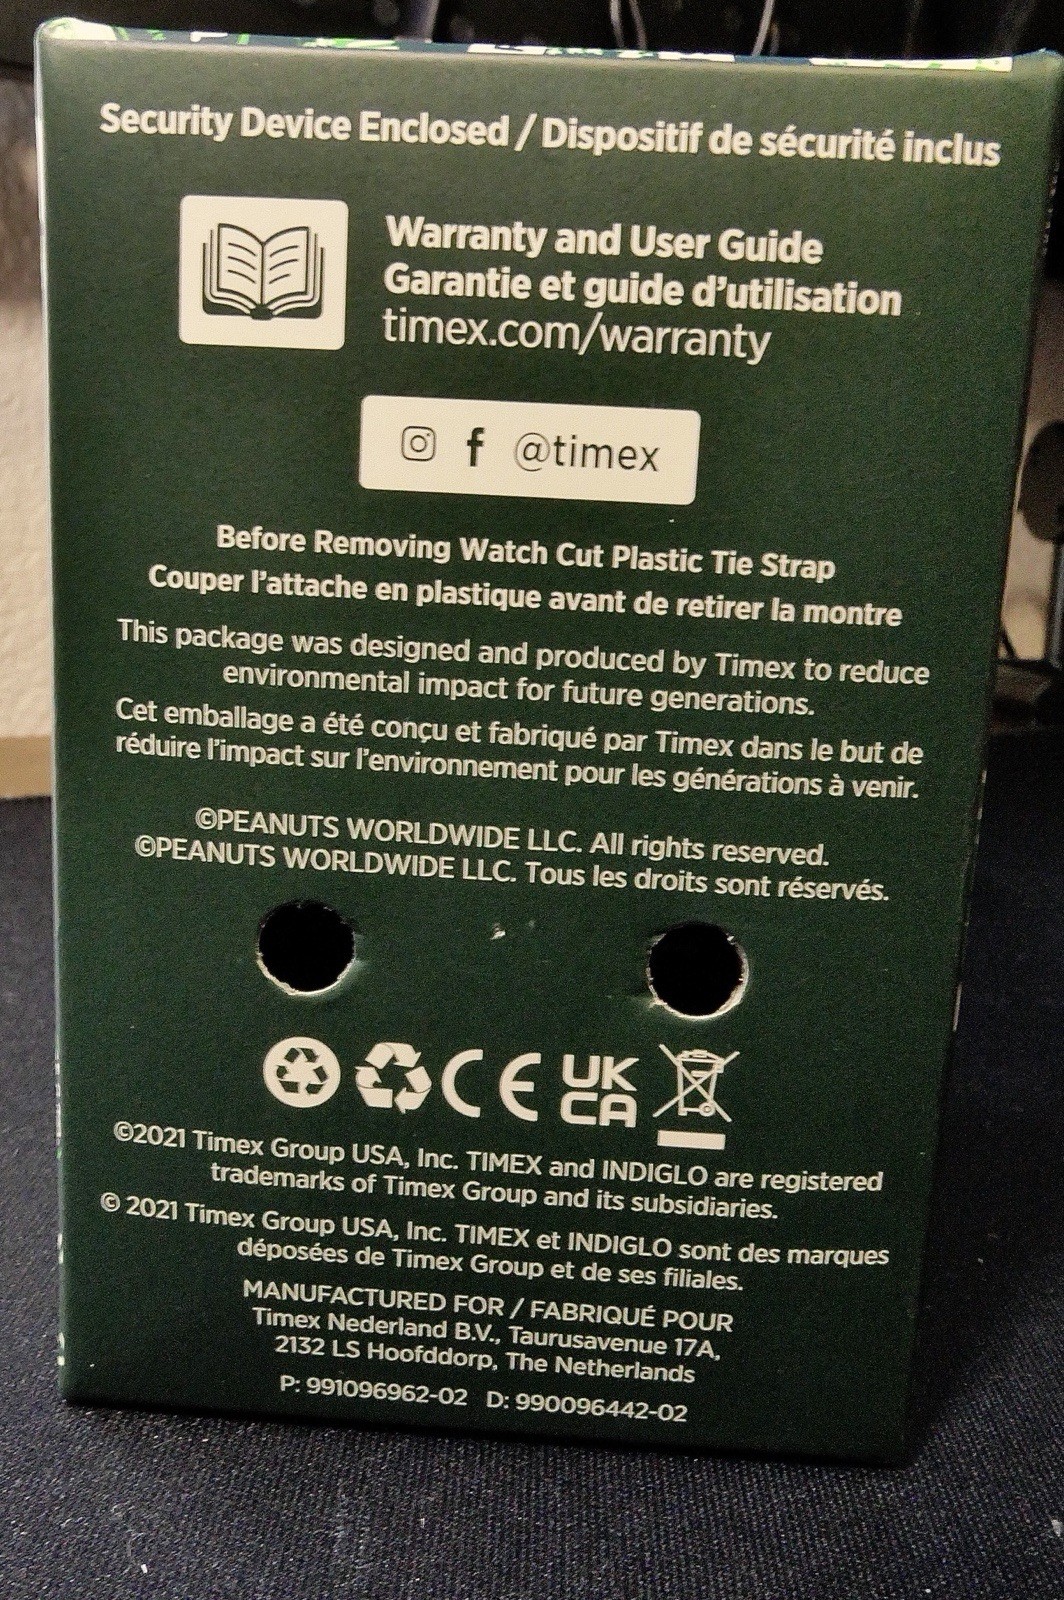 Security Device Enclosed / Dispositif de sécurité inclus
Warranty and User Guide
Garantie et guide d'utilisation
timex.com/warranty
f @timex
Before Removing Watch Cut Plastic Tie Strap
Couper l'attache en plastique avant de retirer la montre
This package was designed and produced by Timex to reduce
environmental impact for future generations.
Cet emballage a été conçu et fabriqué par Timex dans le but de
réduire l'impact sur l'environnement pour les générations à venir.
©PEANUTS WORLDWIDE LLC. All rights reserved.
©PEANUTS WORLDWIDE LLC. Tous les droits sont réservés.
CE UK
CA
©2021 Timex Group USA, Inc. TIMEX and INDIGLO are registered
trademarks of Timex Group and its subsidiaries.
© 2021 Timex Group USA, Inc. TIMEX et INDIGLO sont des marques
déposées de Timex Group et de ses filiales.
MANUFACTURED FOR / FABRIQUÉ POUR
Timex Nederland B.V., Taurusavenue 17A,
2132 LS Hoofddorp, The Netherlands
P: 991096962-02 D: 990096442-02